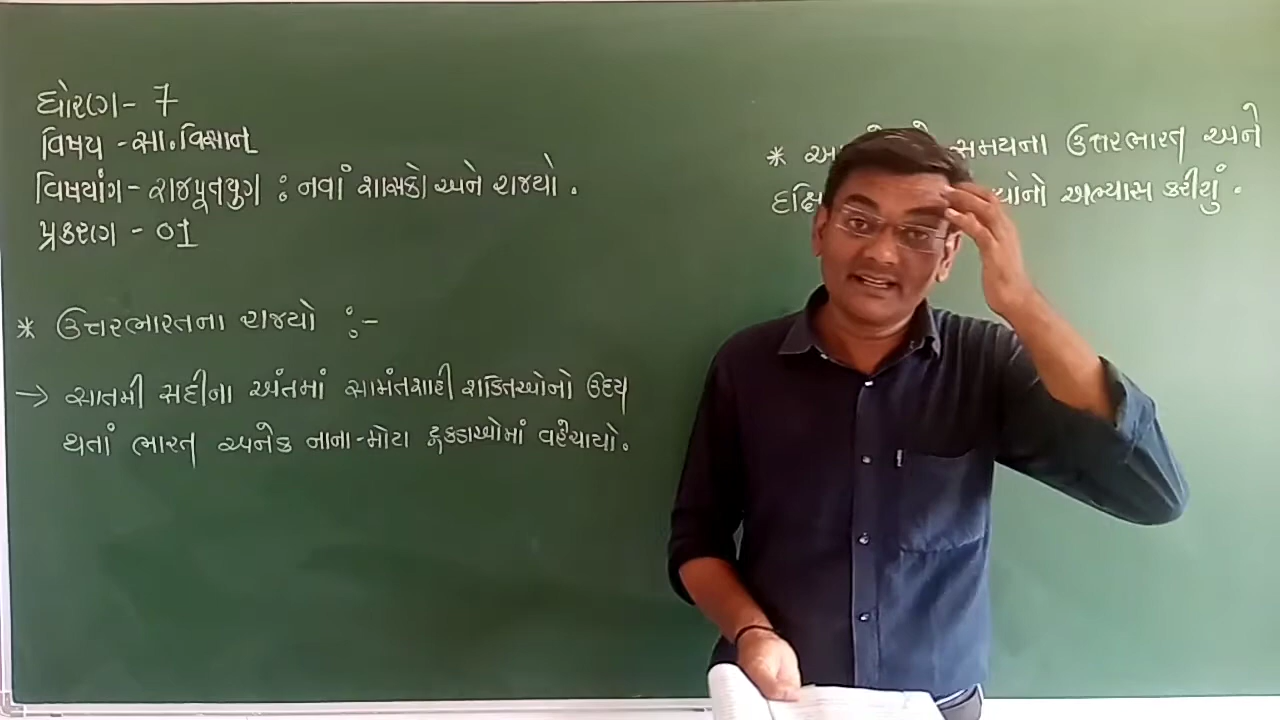 ધોરણ - 7
વિષય - સા. વિજ્ઞાન
વિષયાંગ - રાજપૂતયુગ : નવાં શાસકો અને રાજ્યો .
પ્રકરણ - 01
* ઉત્તરભારતના રાજ્યો :-
→ સાતમી સદીના અંતમાં સામંતશાહી શક્તિઓનો ઉદય
થતાં ભારત અનેક નાના-મોટા ટુકડાઓમાં વહેંચાયો.
* સમયના ઉત્તરભારત અને
અભ્યાસ કરીશું .